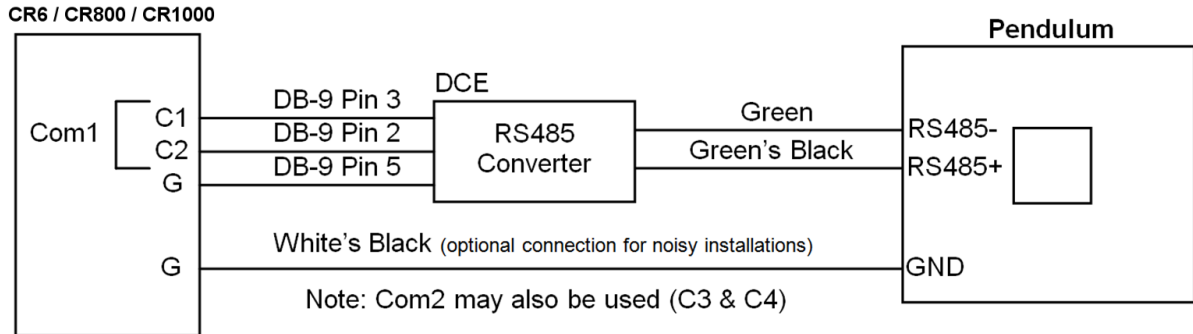 CR6 / CR800 / CR1000
Pendulum
DCE
Com1
C1
C2
G
G
DB-9 Pin 3
DB-9 Pin 2
DB-9 Pin 5
RS485
Converter
Green
Green's Black
RS485-
RS485+
White's Black (optional connection for noisy installations)
GND
Note: Com2 may also be used (C3 & C4)